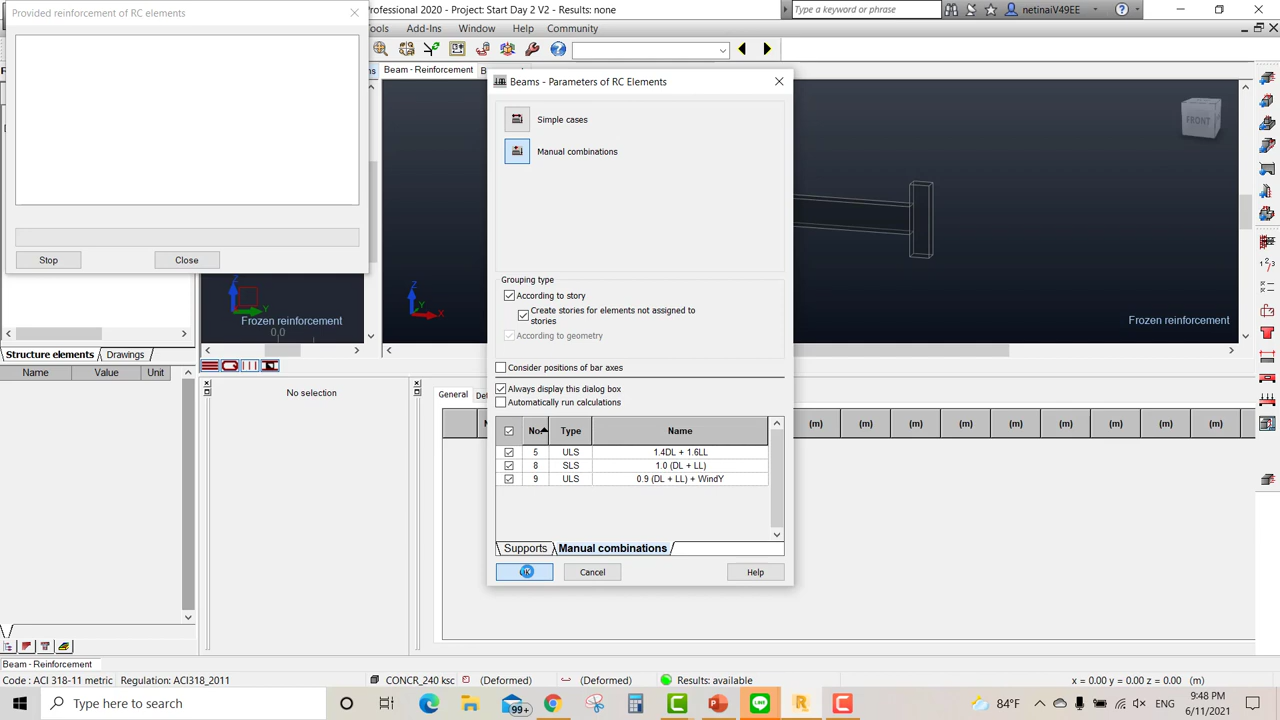 Provided reinforcement of RC elements
Professional 2020 - Project: Start Day 2 V2 - Results: none
Type a keyword or phrase
netinaiV49EE
Tools
Add-Ins
Window
Help
Community
Beam - Reinforcement
Beams - Parameters of RC Elements
Simple cases
Manual combinations
FRONT
Stop
Close
Grouping type
According to story
Create stories for elements not assigned to
stories
According to geometry
Z
Y
Z
Y
X
Frozen reinforcement
0,0
Frozen reinforcement
Structure elements
Drawings
Consider positions of bar axes
Name
Value
Unit
No selection
Always display this dialog box
Automatically run calculations
General
No.
Type
Name
(m)
(m)
(m)
(m)
(m)
(m)
(m)
(m)
(m)
5
ULS
1.4DL + 1.6LL
8
SLS
1.0 (DL + LL)
9
ULS
0.9 (DL + LL) + WindY
Supports
Manual combinations
OK
Cancel
Help
Beam - Reinforcement
Code : ACI 318-11 metric
Regulation: ACI318_2011
CONCR_240 ksc
(Deformed)
(Deformed)
Results: available
x = 0.00 y = 0.00 z = 0.00
Type here to search
99+
84°F
ENG
9:48 PM
6/11/2021